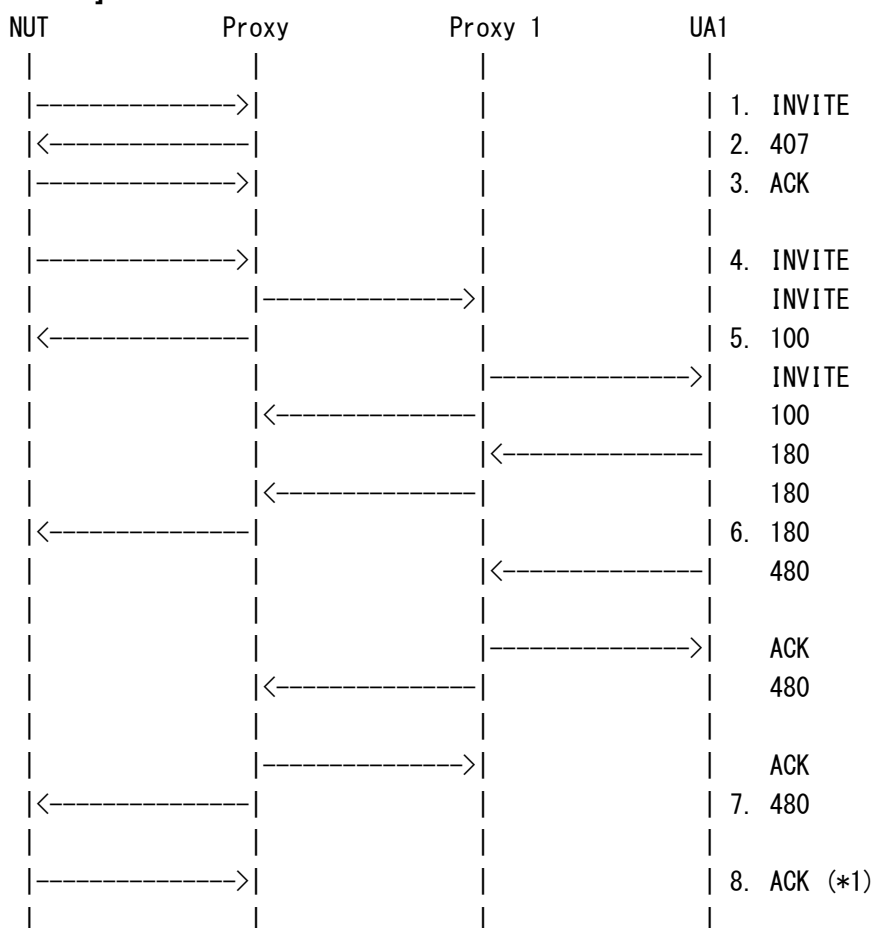 ]
NUT Proxy Proxy 1 UA1
| | | |
|--------------->| | | 1. INVITE
|<---------------| | | 2. 407
|--------------->| | | 3. ACK
| | | |
|--------------->| | | 4. INVITE
| |--------------->| | INVITE
|<---------------| | | 5. 100
| | |--------------->| INVITE
| |<---------------| | 100
| | |<---------------| 180
| |<---------------| | 180
|<---------------| | | 6. 180
| | |<---------------| 480
| | | |
| | |--------------->| ACK
| |<---------------| | 480
| | | |
| |--------------->| | ACK
|<---------------| | | 7. 480
| | | |
|--------------->| | | 8. ACK (*1)
| | | |